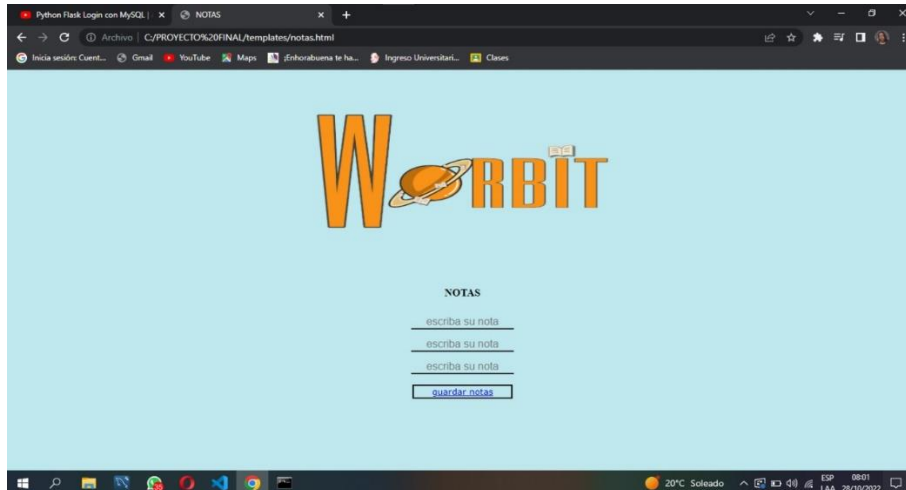 Python Flask Login con MySQL |
NOTAS
Archivo | C:/PROYECTO%20FINAL/templates/notas.html
Inicia sesión: Cuent...
Gmail
YouTube
Maps
¡Enhorabuena te ha...
Ingreso Universitari...
Clases
WORBIT
NOTAS
escriba su nota
escriba su nota
escriba su nota
guardar notas
20°C Soleado
ESP
LAA
08:01
28/10/2022